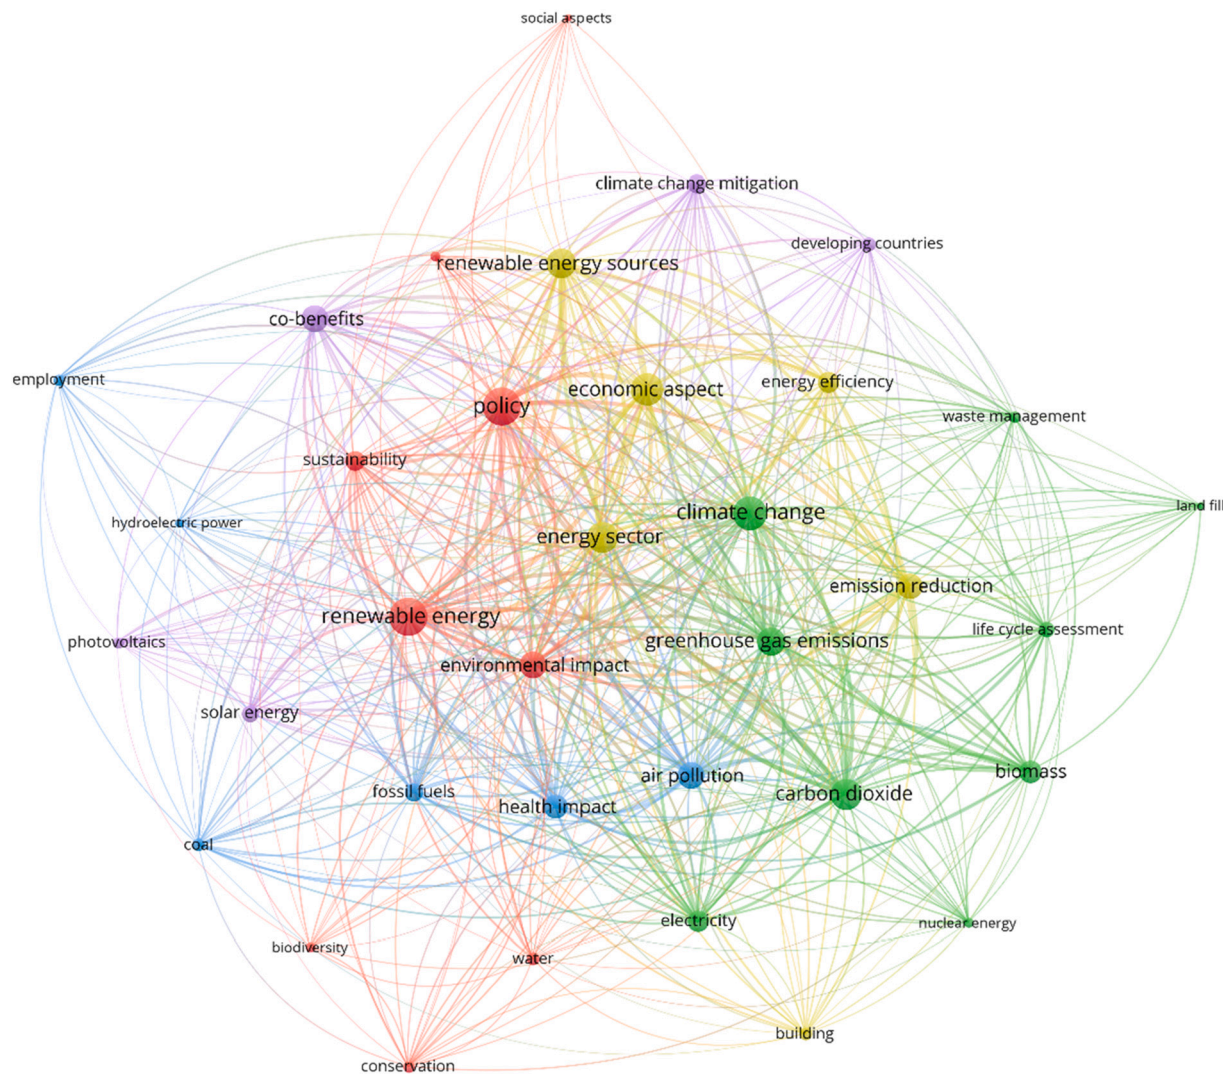 social aspects
climate change mitigation
developing countries
renewable energy sources
co-benefits
employment
economic aspect
energy efficiency
policy
waste management
sustainability
land fill
climate change
hydroelectric power
energy sector
emission reduction
renewable energy
life cycle assessment
greenhouse gas emissions
photovoltaics
environmental impact
solar energy
biomass
air pollution
fossil fuels
carbon dioxide
health impact
coal
electricity
nuclear energy
biodiversity
water
building
conservation